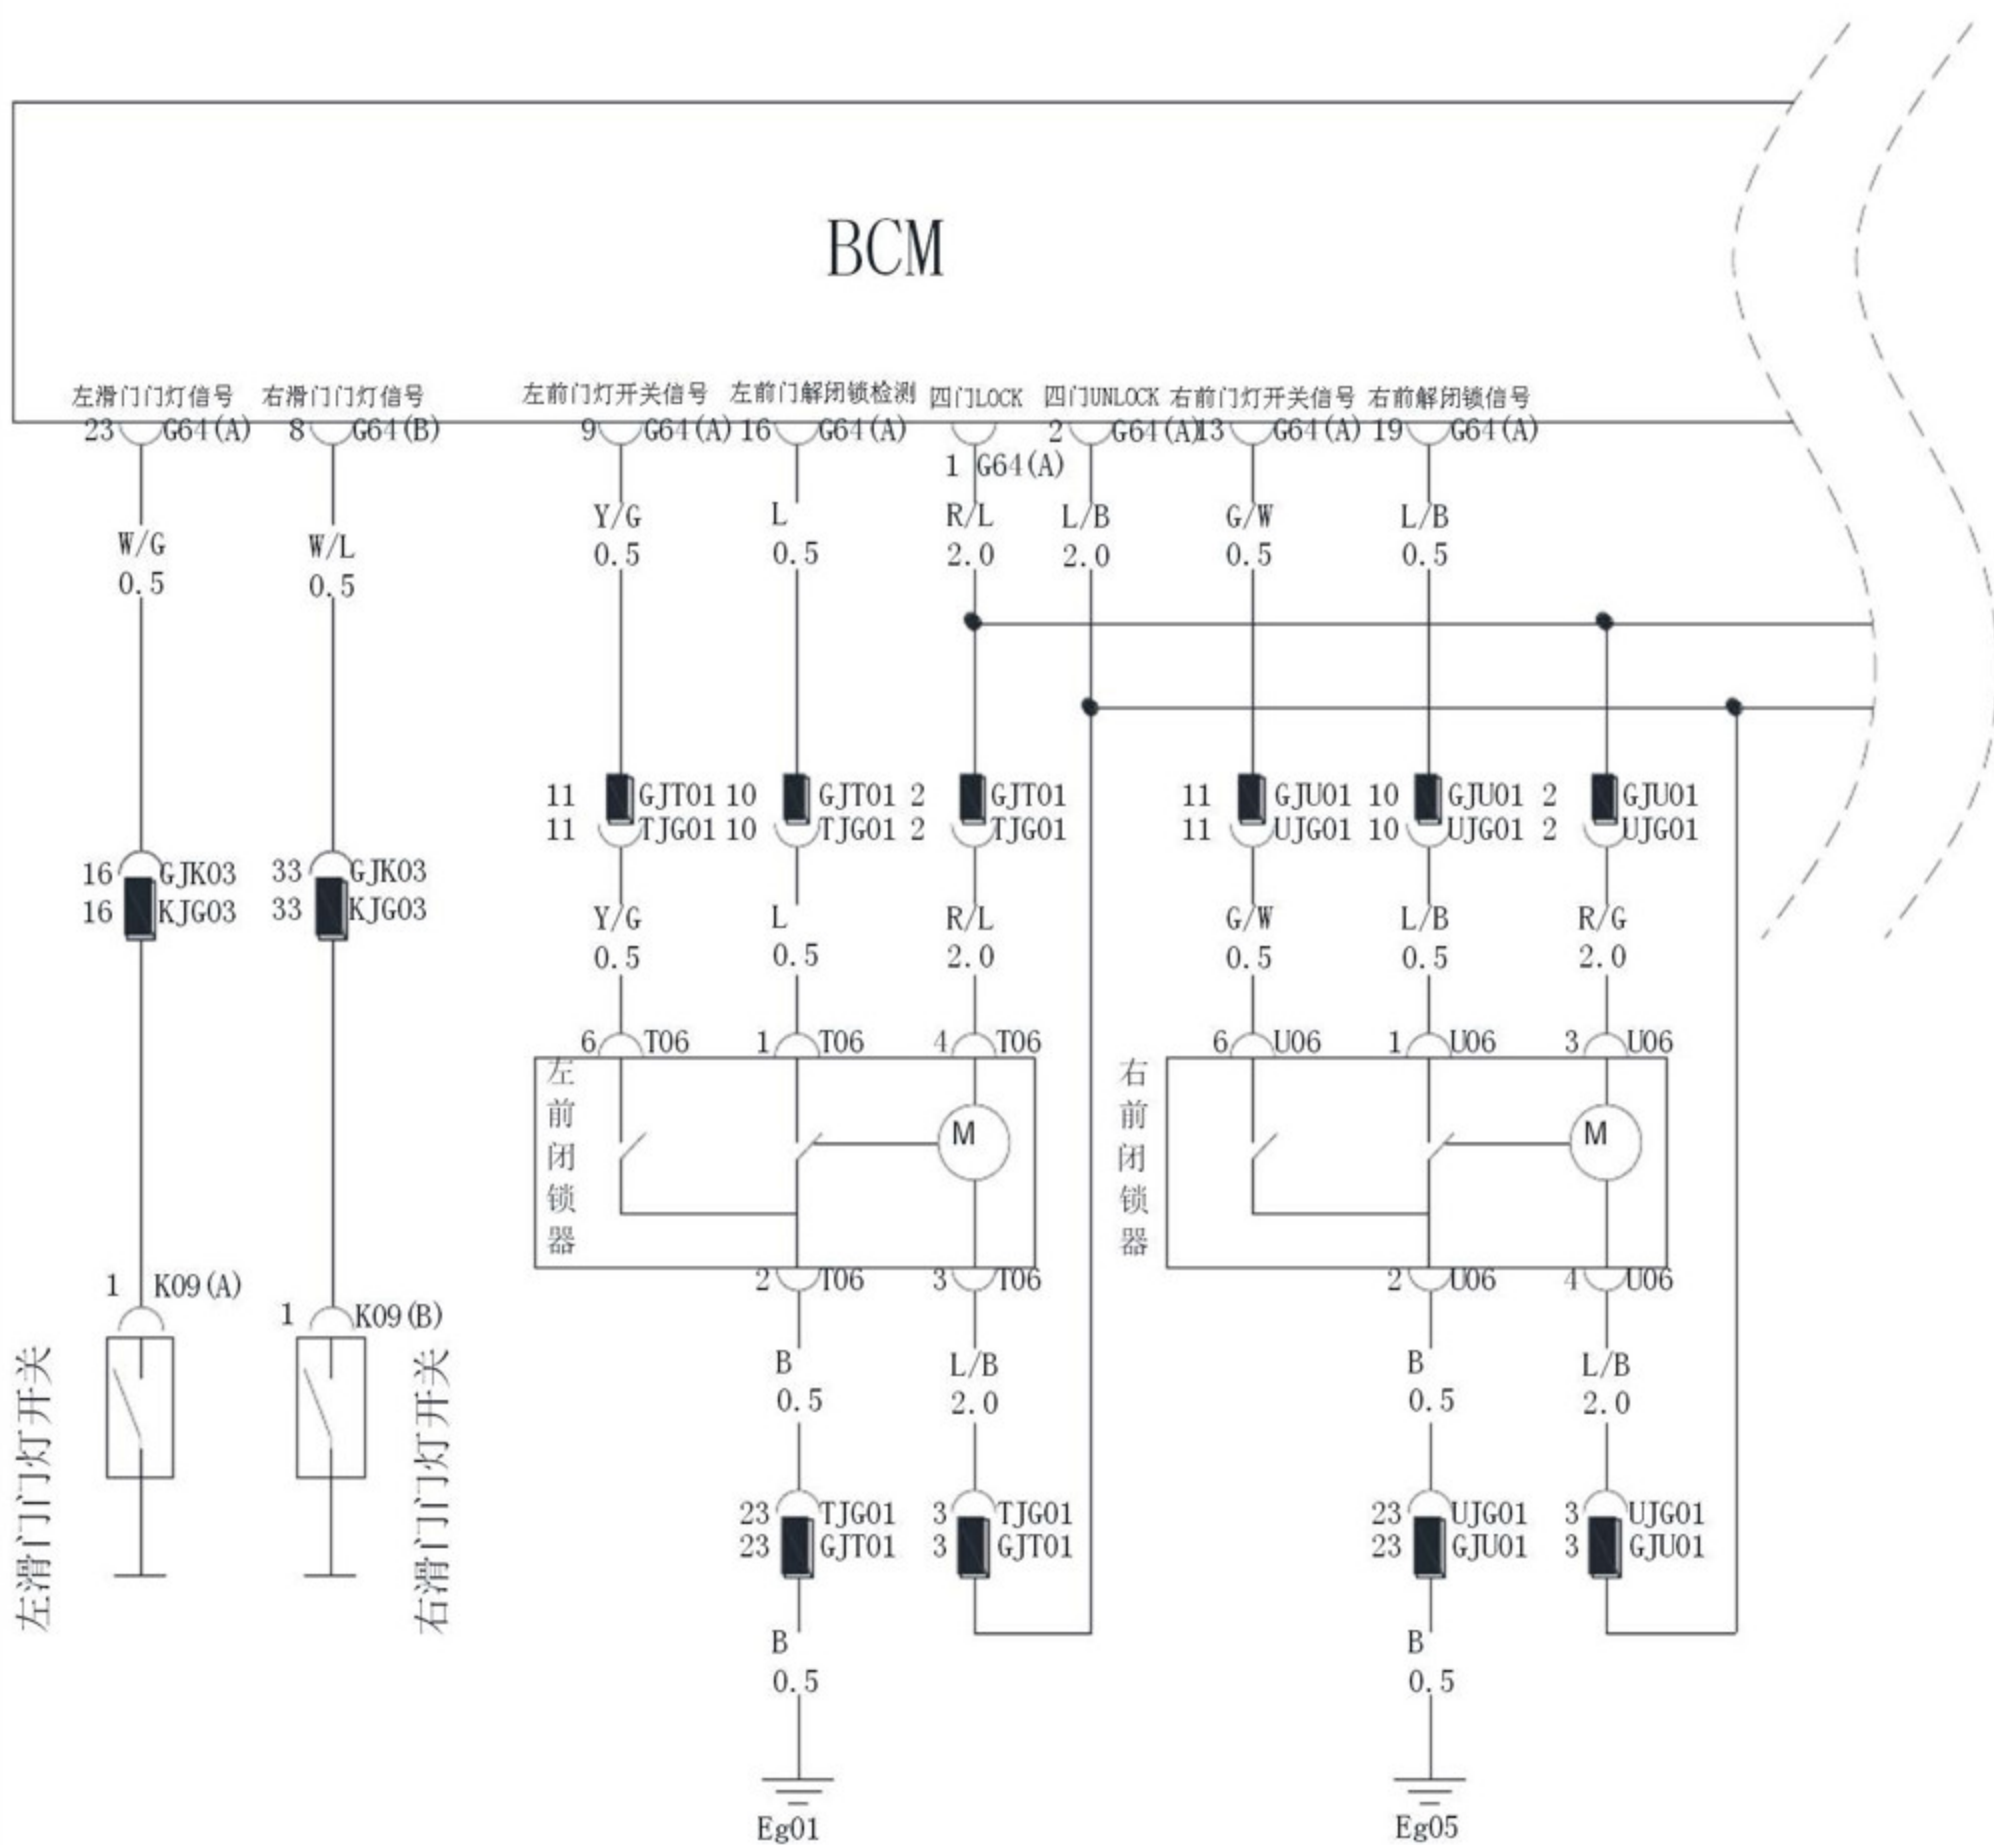 BCM
左滑门门灯信号 右滑门门灯信号 左前门灯开关信号 左前门解闭锁检测 四门LOCK 四门UNLOCK 右前门灯开关信号 右前解闭锁信号
23 G64(A) 8 G64(B) 9 G64(A) 16 G64(A) 2 G64(A) 13 G64(A) 19 G64(A)
1 G64(A)
Y/G L R/L L/B G/W L/B
W/G W/L
0.5 0.5 2.0 2.0 0.5 0.5
0.5 0.5
11 GJT01 10 GJT01 2 GJT01 11 GJU01 10 GJU01 2 GJU01
11 TJG01 10 TJG01 2 TJG01 11 UJG01 10 UJG01 2 UJG01
16 GJK03 33 GJK03
16 KJG03 33 KJG03
Y/G L R/L G/W L/B R/G
0.5 0.5 2.0 0.5 0.5 2.0
6 T06 1 T06 4 T06 6 U06 1 U06 3 U06
左前闭锁器
M
右前闭锁器
M
2 T06 3 T06 2 U06 4 U06
1 K09(A)
1 K09(B)
左滑门门灯开关
右滑门门灯开关
B L/B B L/B
0.5 2.0 0.5 2.0
23 TJG01 3 TJG01 23 UJG01 3 UJG01
23 GJT01 3 GJT01 23 GJU01 3 GJU01
B B
0.5 0.5
Eg01 Eg05